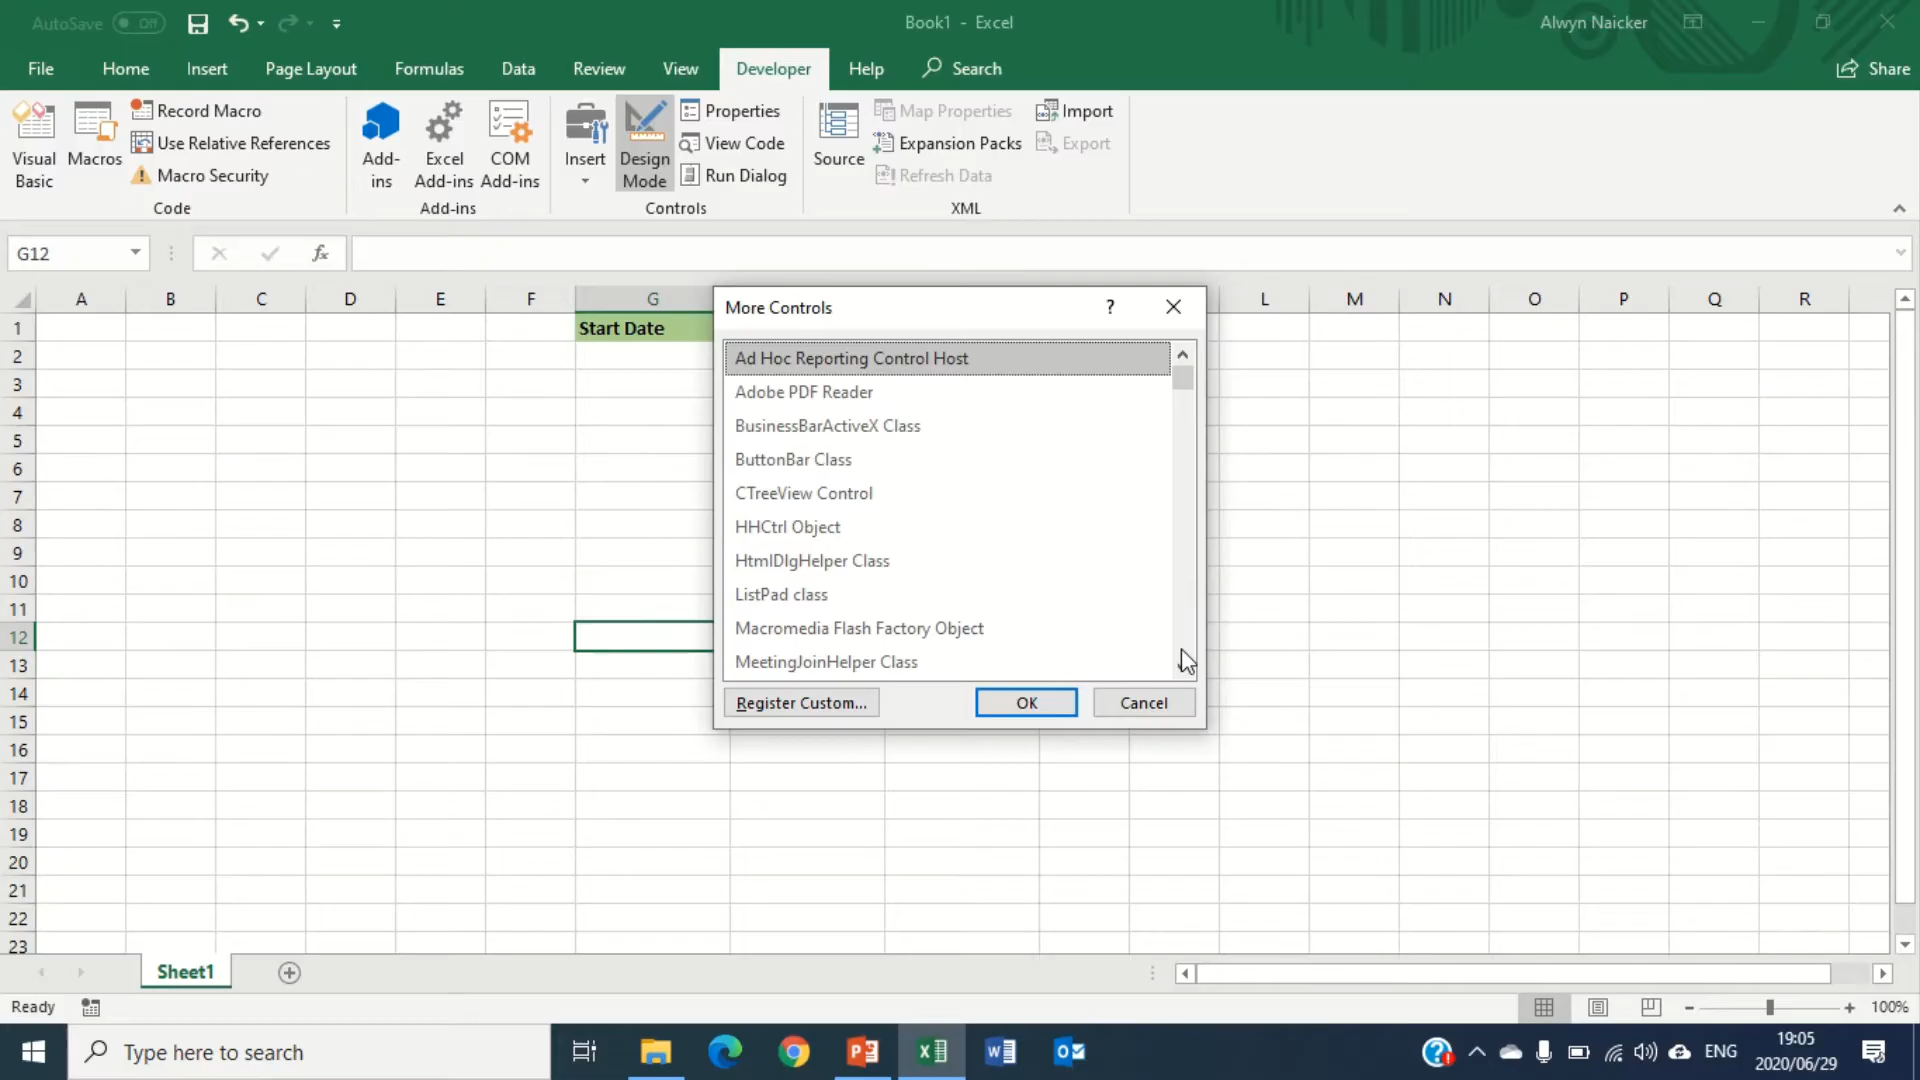 AutoSave Off
Book1 - Excel
Alwyn Naicker
File Home Insert Page Layout Formulas Data Review View Developer Help Search Share
Visual Basic
Macros
Record Macro
Use Relative References
Macro Security
Code
Add-ins
Excel Add-ins
COM Add-ins
Add-ins
Insert
Design Mode
Properties
View Code
Run Dialog
Controls
Source
Map Properties
Expansion Packs
Refresh Data
Import
Export
XML
G12
fx
A B C D E F G L M N O P Q R
1 Start Date
2
3
4
5
6
7
8
9
10
11
12
13
14
15
16
17
18
19
20
21
22
23
More Controls ?
Ad Hoc Reporting Control Host
Adobe PDF Reader
BusinessBarActiveX Class
ButtonBar Class
CTreeView Control
HHCtrl Object
HtmlDlgHelper Class
ListPad class
Macromedia Flash Factory Object
MeetingJoinHelper Class
Register Custom... OK Cancel
Sheet1
Ready
100%
Type here to search
ENG
19:05
2020/06/29